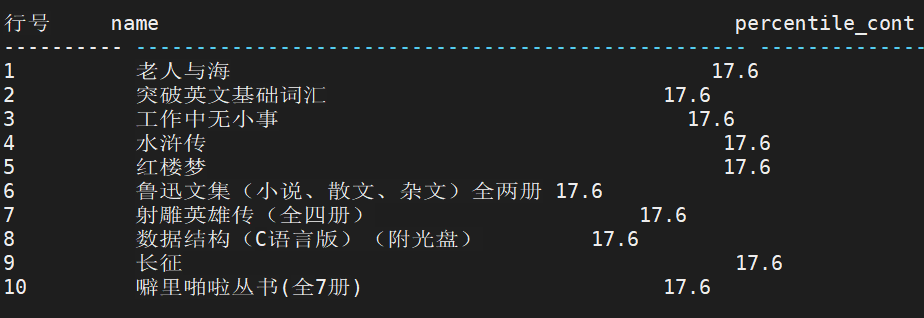 行号 name percentile_cont
---------- --------------------------------------------------- -------------
1 老人与海 17.6
2 突破英文基础词汇 17.6
3 工作中无小事 17.6
4 水浒传 17.6
5 红楼梦 17.6
6 鲁迅文集（小说、散文、杂文）全两册 17.6
7 射雕英雄传（全四册） 17.6
8 数据结构（C语言版）（附光盘） 17.6
9 长征 17.6
10 噼里啪啦丛书(全7册) 17.6